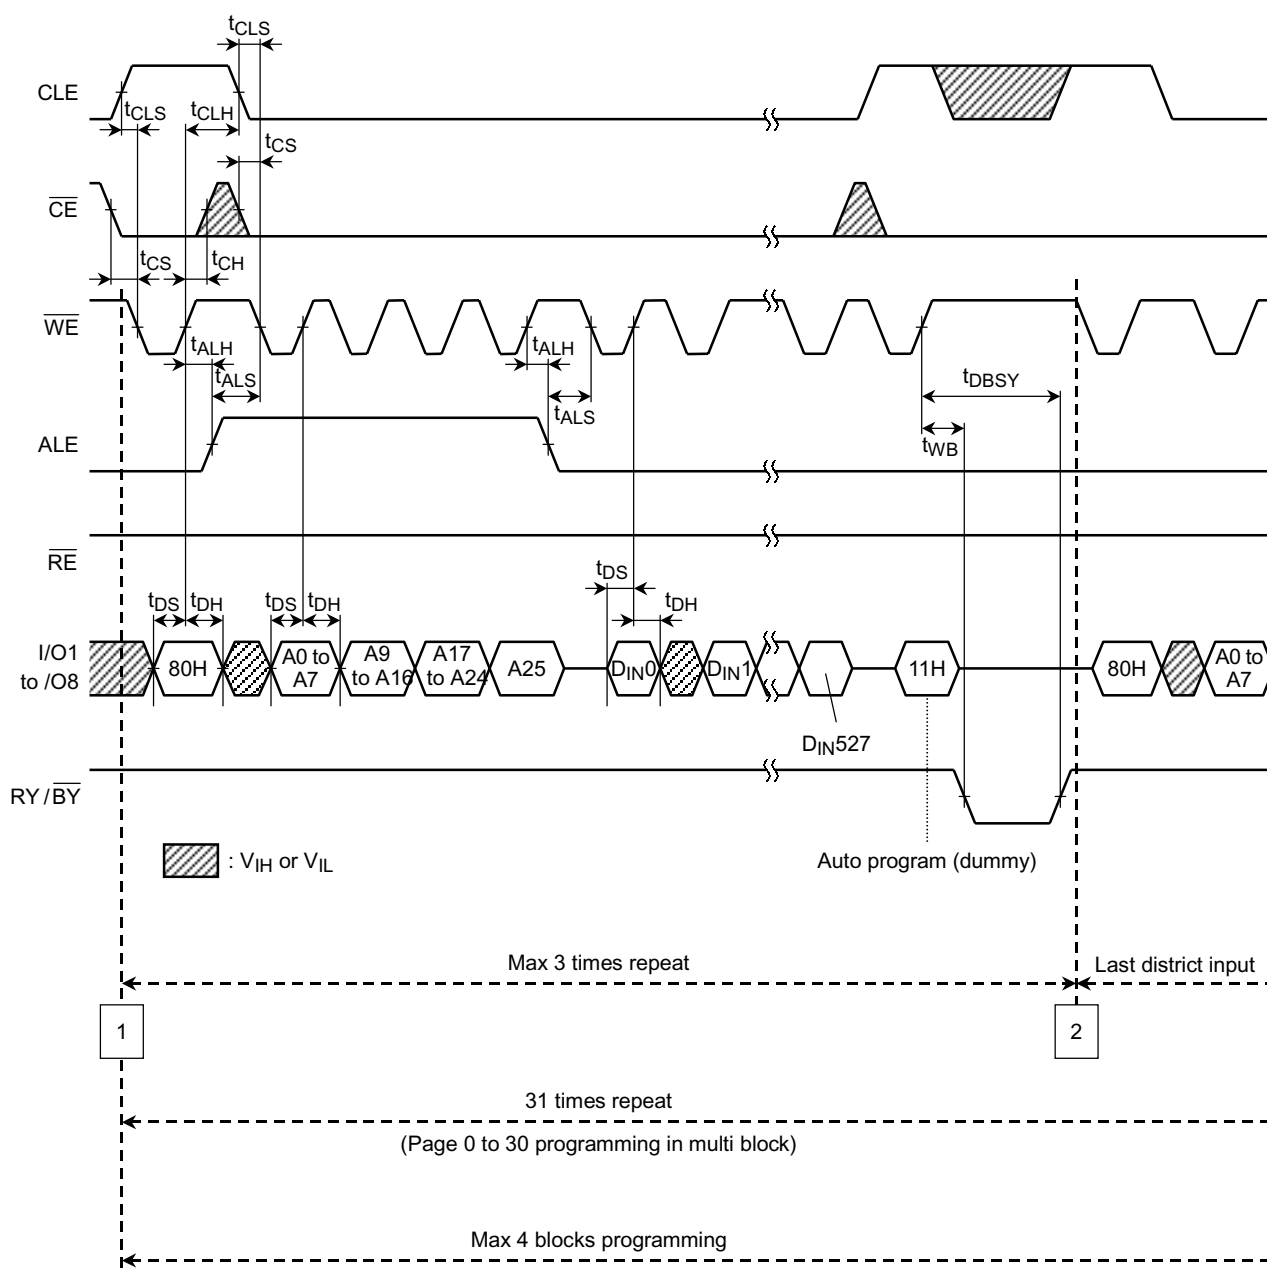 tCLS
CLE
tCLS
tCLH
tCS
CE
tCS
tCH
WE
tALH
tALS
tALH
tALS
tDBSY
tWB
ALE
RE
tDS
tDH
tDS
tDH
tDS
tDH
I/O1
to /O8
80H
A0 to
A7
A9
to A16
A17
to A24
A25
DIN0
DIN1
DIN527
11H
80H
A0 to
A7
RY/BY
: VIH or VIL
Auto program (dummy)
Max 3 times repeat
Last district input
1
2
31 times repeat
(Page 0 to 30 programming in multi block)
Max 4 blocks programming